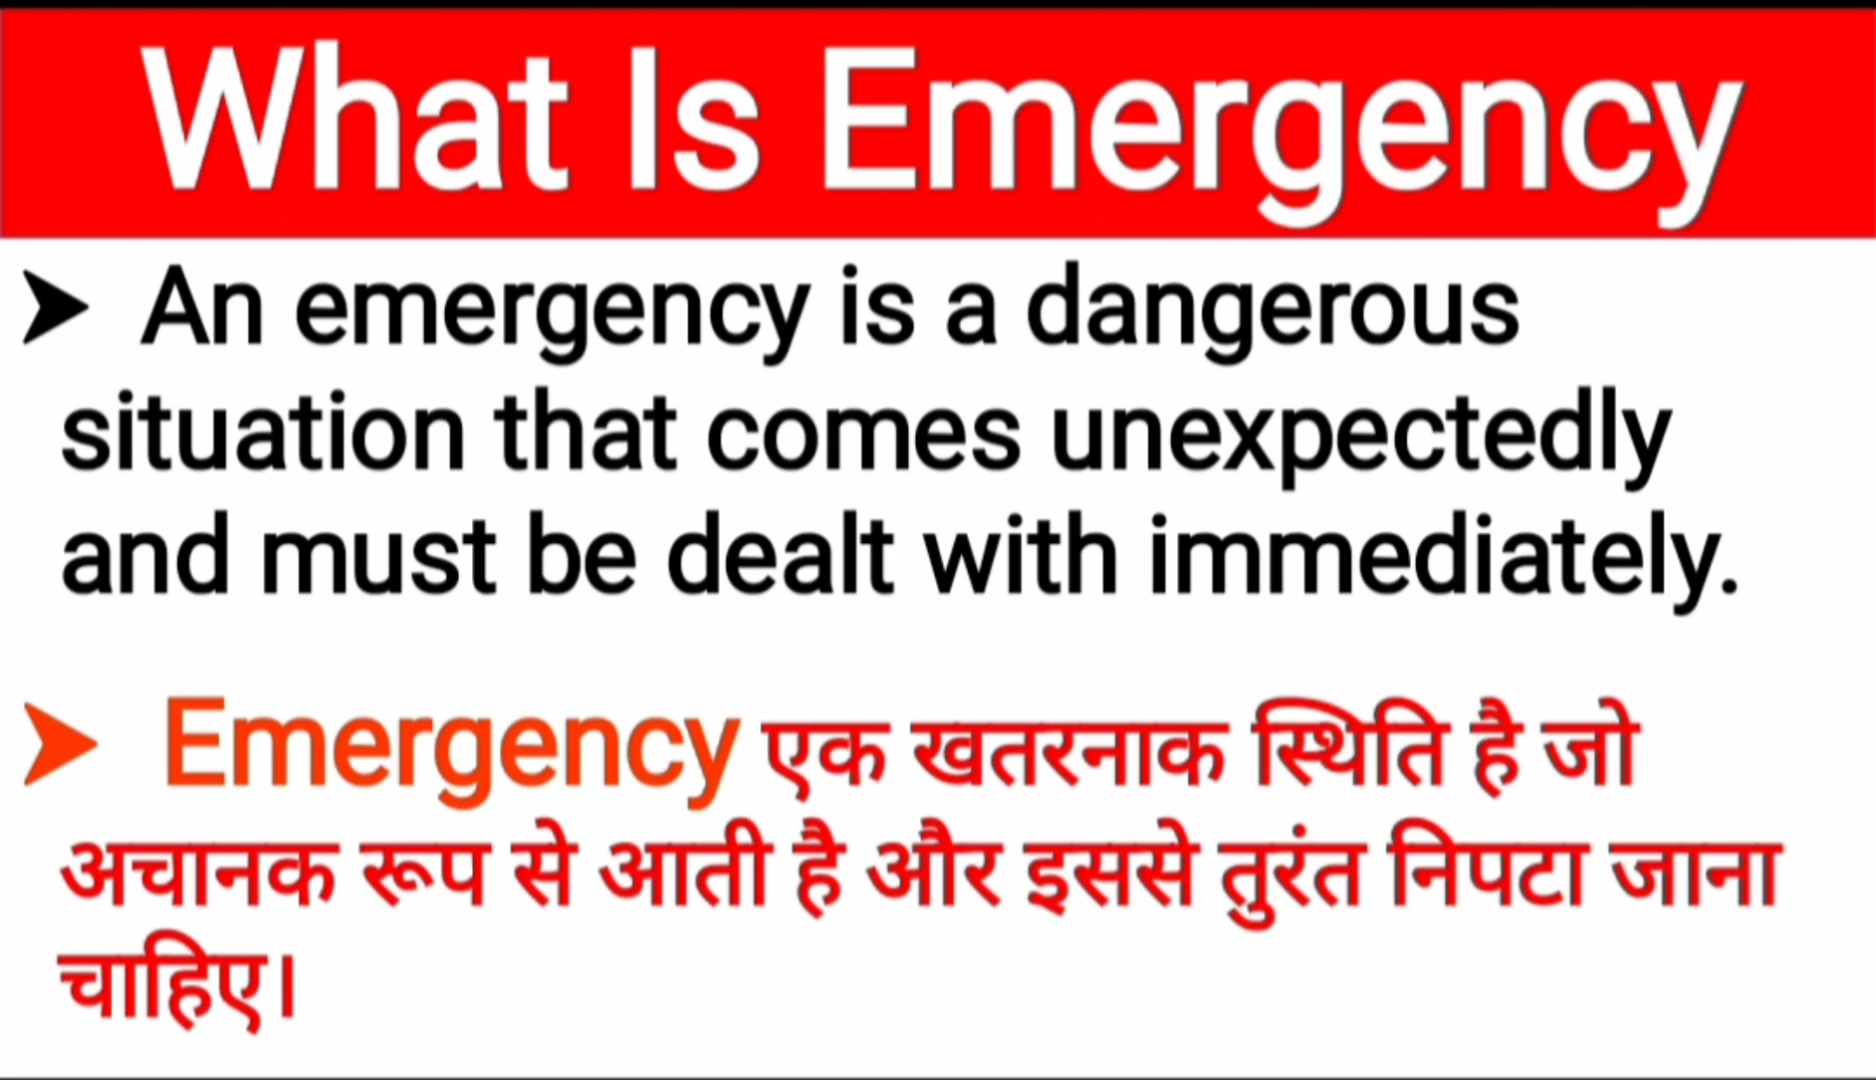 What Is Emergency
➤ An emergency is a dangerous
situation that comes unexpectedly
and must be dealt with immediately.
➤ Emergency एक खतरनाक स्थिति है जो
अचानक रूप से आती है और इससे तुरंत निपटा जाना
चाहिए।